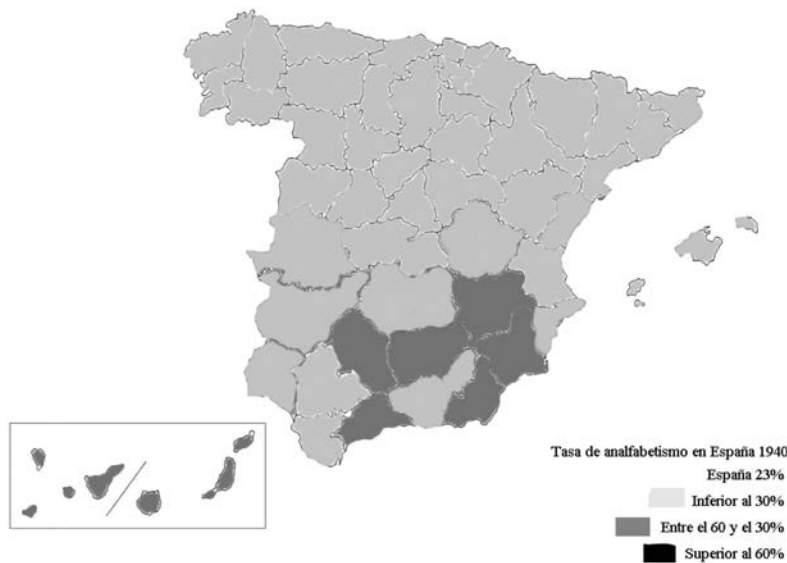 Tasa de analfabetismo en España 1940
España 23%
Inferior al 30%
Entre el 60 y el 30%
Superior al 60%